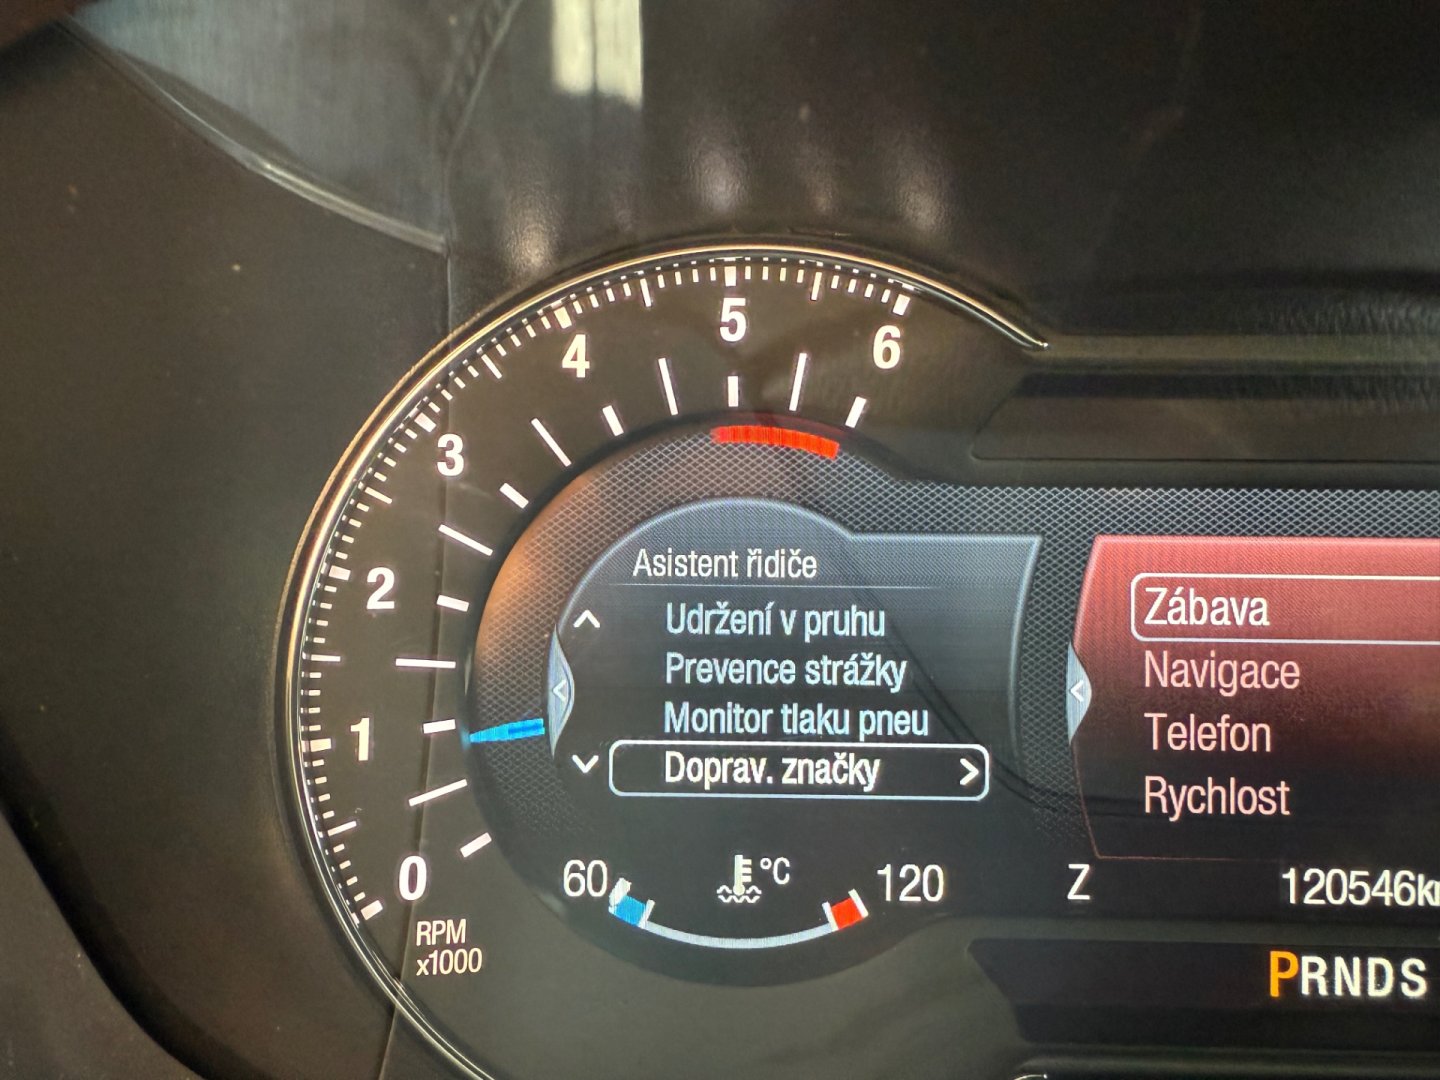 5
4
6
3
2
1
0
RPM
x1000
Asistent řidiče
Udržení v pruhu
Prevence strážky
Monitor tlaku pneu
Doprav. značky
Zábava
Navigace
Telefon
Rychlost
60 °C 120
Z 120546km
PRNDS